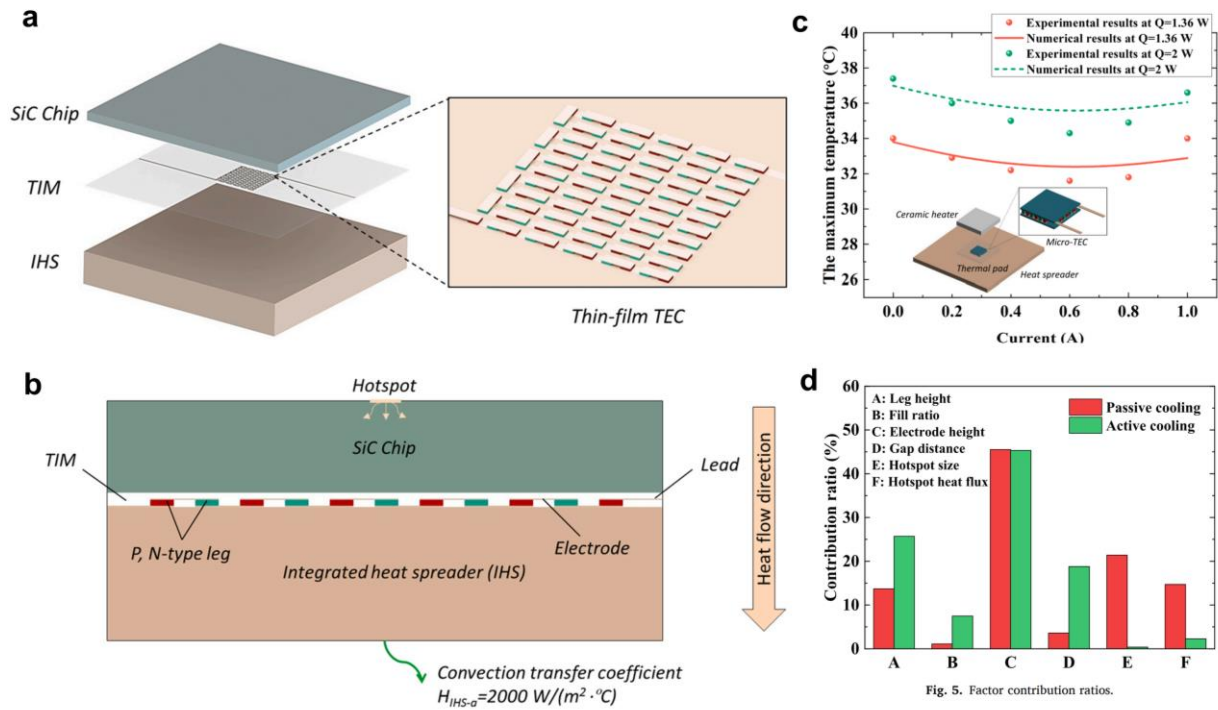 a
SiC Chip
TIM
IHS
Thin-film TEC
b
Hotspot
SiC Chip
TIM
Lead
P, N-type leg
Electrode
Integrated heat spreader (IHS)
Heat flow direction
Convection transfer coefficient
H_IHS-a=2000 W/(m²·°C)
c
The maximum temperature (°C)
40
38
36
34
32
30
28
26
Experimental results at Q=1.36 W
Numerical results at Q=1.36 W
Experimental results at Q=2 W
Numerical results at Q=2 W
Ceramic heater
Micro-TEC
Thermal pad
Heat spreader
0.0 0.2 0.4 0.6 0.8 1.0
Current (A)
d
Contribution ratio (%)
60
50
40
30
20
10
0
A: Leg height
B: Fill ratio
C: Electrode height
D: Gap distance
E: Hotspot size
F: Hotspot heat flux
Passive cooling
Active cooling
A B C D E F
Fig. 5. Factor contribution ratios.